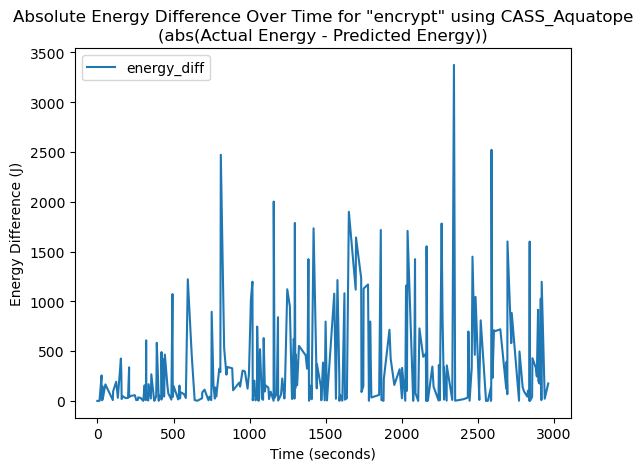 Absolute Energy Difference Over Time for "encrypt" using CASS_Aquatope
(abs(Actual Energy - Predicted Energy))
energy_diff
3500
3000
2500
2000
1500
1000
500
0
Energy Difference (J)
0 500 1000 1500 2000 2500 3000
Time (seconds)